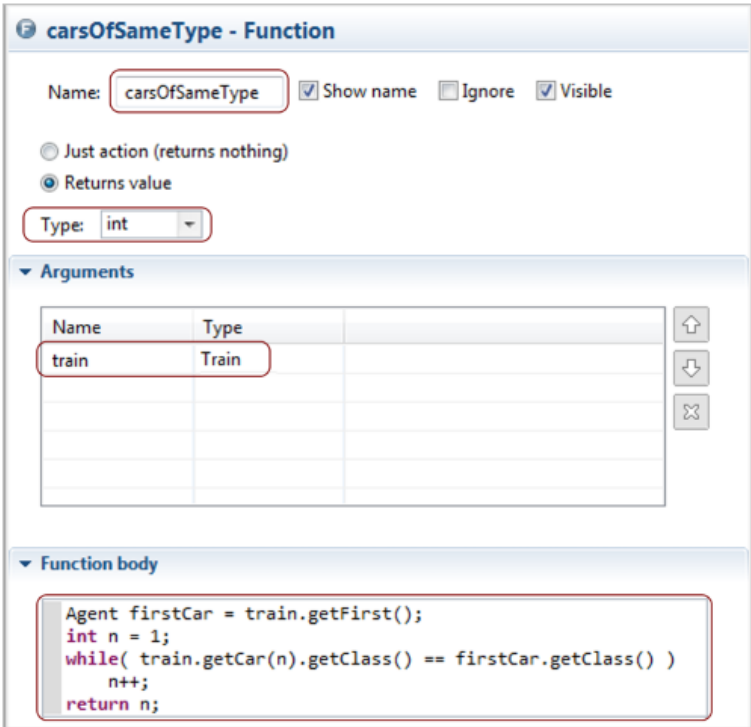 carsOfSameType - Function
Name: carsOfSameType Show name Ignore Visible
Just action (returns nothing)
Returns value
Type: int
Arguments
Name Type
train Train
Function body
Agent firstCar = train.getFirst();
int n = 1;
while( train.getCar(n).getClass() == firstCar.getClass() )
n++;
return n;